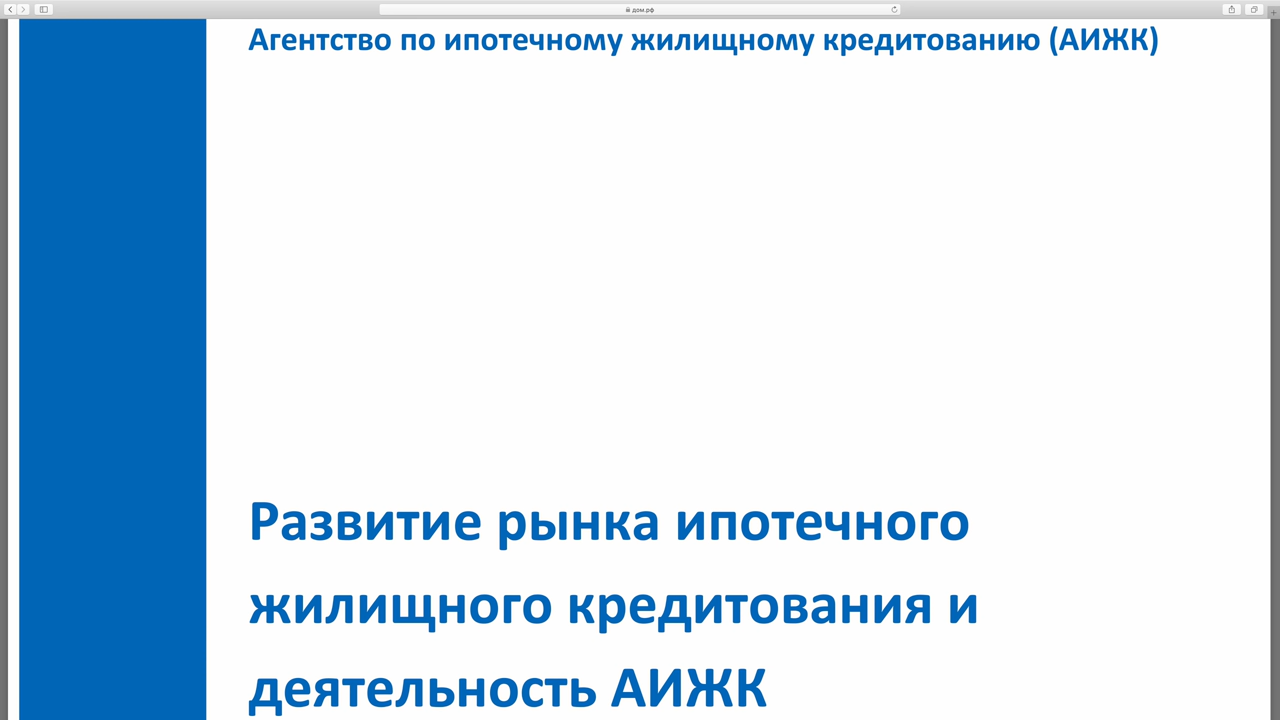 дом.рф
Агентство по ипотечному жилищному кредитованию (АИЖК)
Развитие рынка ипотечного
жилищного кредитования и
деятельность АИЖК